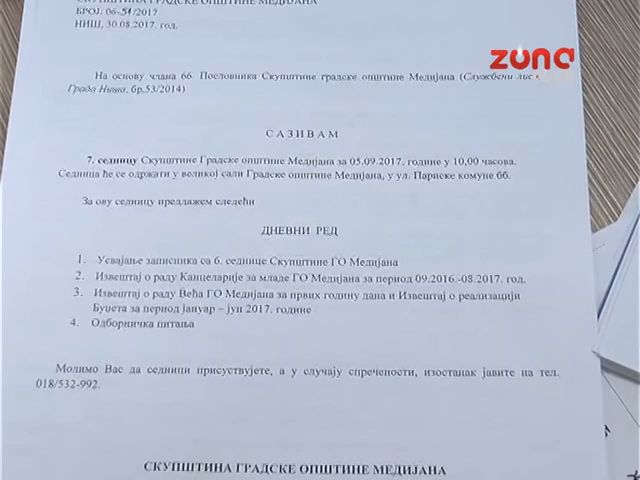 СКУПШТИНА ГРАДСКЕ ОПШТИНЕ МЕДИЈАНА
БРОЈ: 06-51/2017
НИШ, 30.08.2017. год.
zona
На основу члана 66. Пословника Скупштине градске општине Медијана (Службени лис
Града Ниша, бр.53/2014)
С А З И В А М
7. седницу Скупштине Градске општине Медијана за 05.09.2017. године у 10,00 часова.
Седница ће се одржати у великој сали Градске општине Медијана, у ул. Париске комуне бб.
За ову седницу предлажем следећи
ДНЕВНИ РЕД
1. Усвајање записника са 6. седнице Скупштине ГО Медијана
2. Извештај о раду Канцеларије за младе ГО Медијана за период 09.2016.-08.2017. год.
3. Извештај о раду Већа ГО Медијана за првих годину дана и Извештај о реализацији
Буџета за период јануар – јун 2017. године
4. Одборничка питања
Молимо Вас да седници присуствујете, а у случају спречености, изостанак јавите на тел.
018/532-992.
СКУПШТИНА ГРАДСКЕ ОПШТИНЕ МЕДИЈАНА